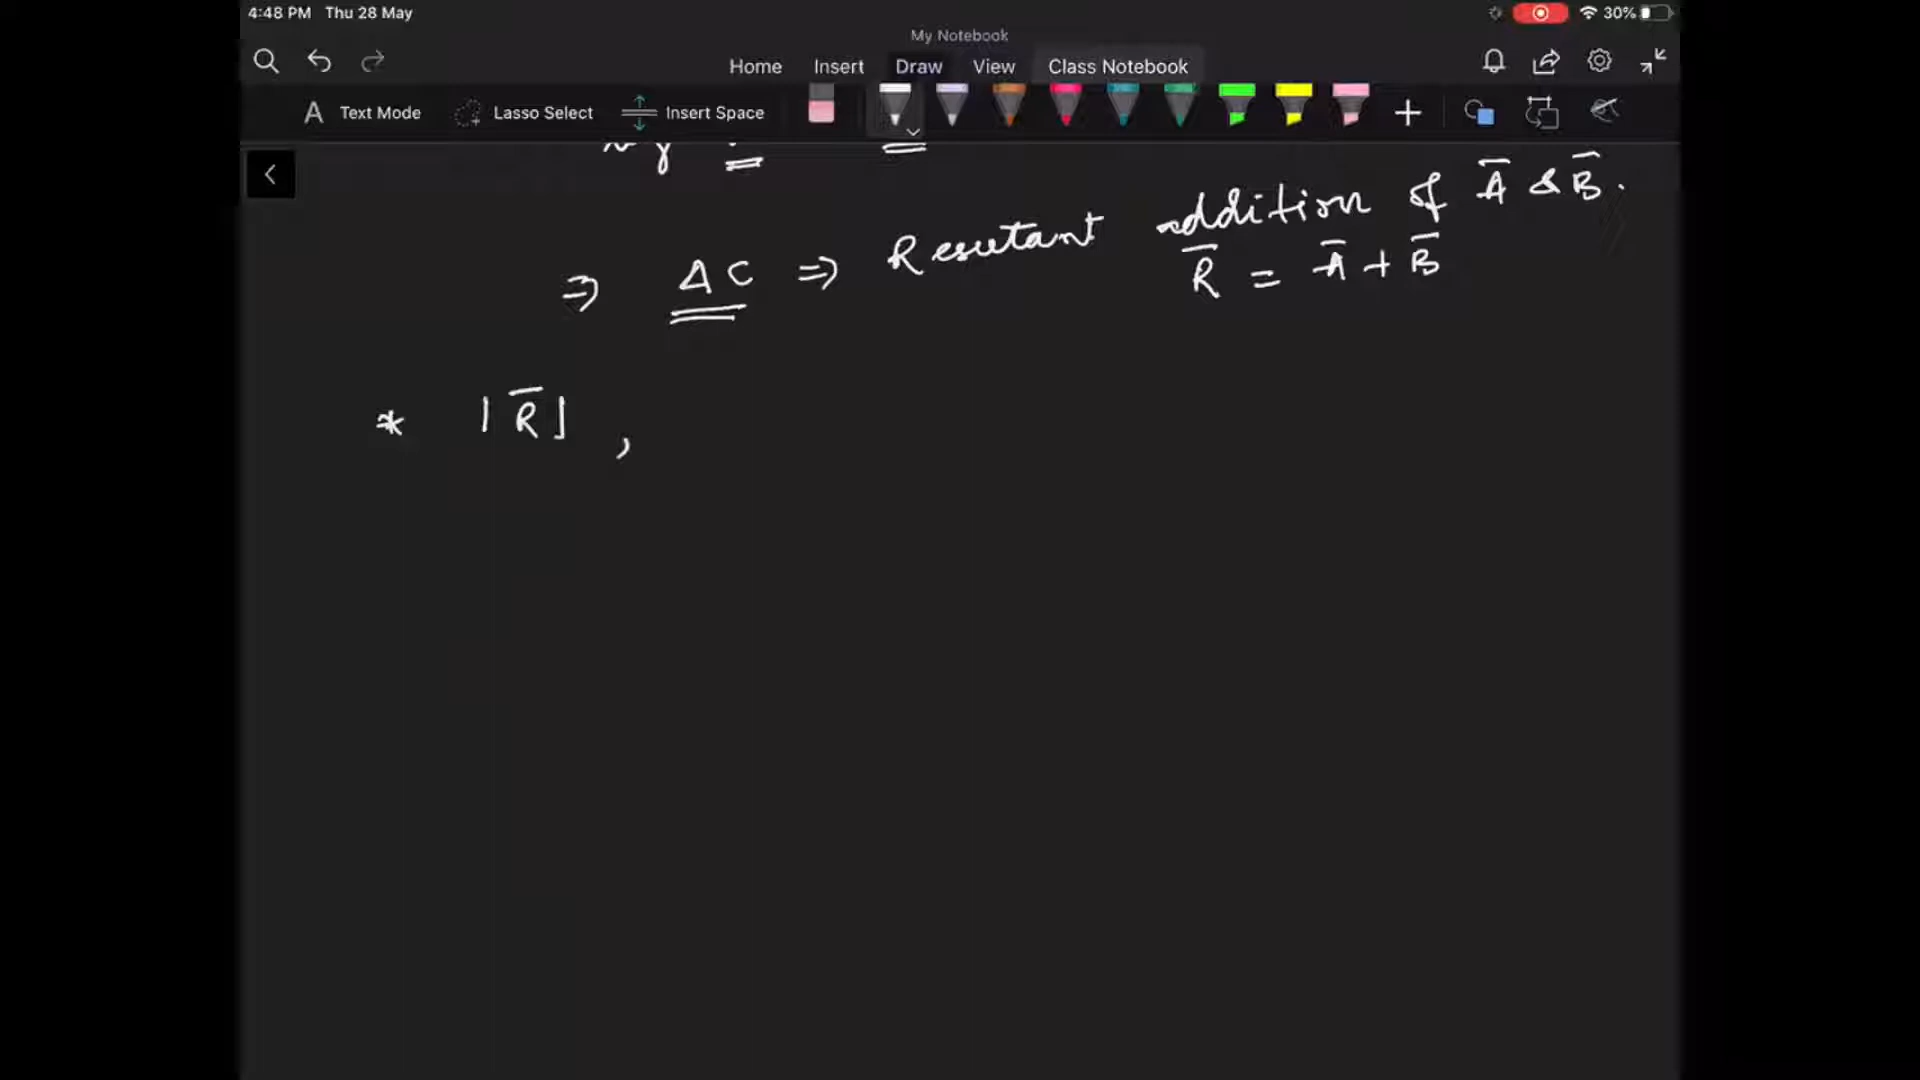 4:48 PM Thu 28 May
30%
My Notebook
Home Insert Draw View Class Notebook
A Text Mode Lasso Select Insert Space
⇒ AC ⇒ Resutant addition of A̅ & B̅.
R̅ = A̅ + B̅
* |R̅| ,